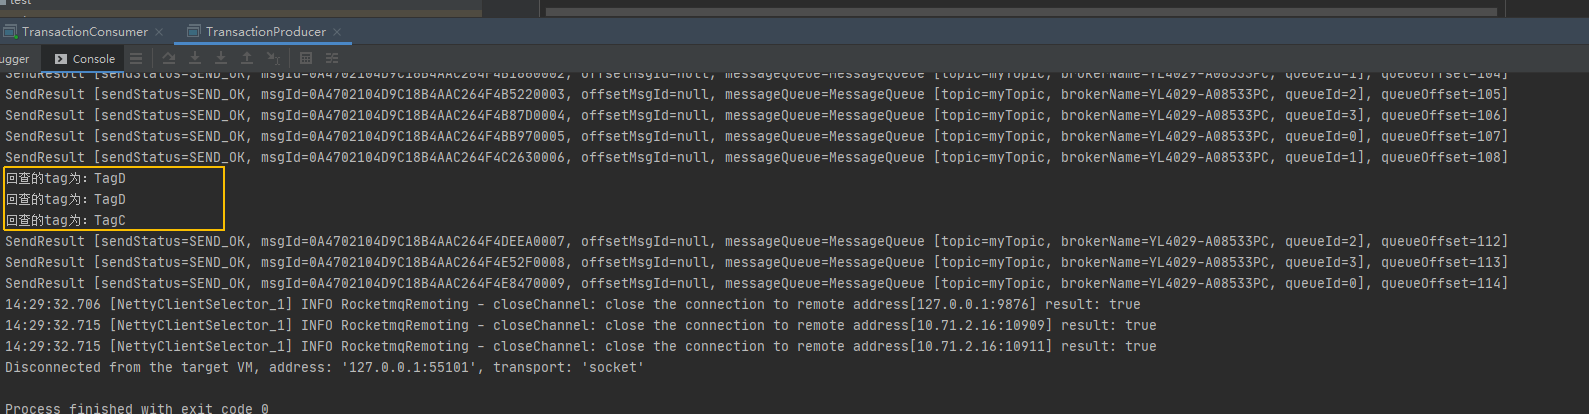 test
TransactionConsumer
TransactionProducer
ugger
Console
SendResult [sendStatus=SEND_OK, msgId=0A4702104D9C18B4AAC264F4B1880002, offsetMsgId=null, messageQueue=MessageQueue [topic=myTopic, brokerName=YL4029-A08533PC, queueId=1], queueOffset=104]
SendResult [sendStatus=SEND_OK, msgId=0A4702104D9C18B4AAC264F4B5220003, offsetMsgId=null, messageQueue=MessageQueue [topic=myTopic, brokerName=YL4029-A08533PC, queueId=2], queueOffset=105]
SendResult [sendStatus=SEND_OK, msgId=0A4702104D9C18B4AAC264F4B87D0004, offsetMsgId=null, messageQueue=MessageQueue [topic=myTopic, brokerName=YL4029-A08533PC, queueId=3], queueOffset=106]
SendResult [sendStatus=SEND_OK, msgId=0A4702104D9C18B4AAC264F4BB970005, offsetMsgId=null, messageQueue=MessageQueue [topic=myTopic, brokerName=YL4029-A08533PC, queueId=0], queueOffset=107]
SendResult [sendStatus=SEND_OK, msgId=0A4702104D9C18B4AAC264F4C2630006, offsetMsgId=null, messageQueue=MessageQueue [topic=myTopic, brokerName=YL4029-A08533PC, queueId=1], queueOffset=108]
回查的tag为：TagD
回查的tag为：TagD
回查的tag为：TagC
SendResult [sendStatus=SEND_OK, msgId=0A4702104D9C18B4AAC264F4DEEA0007, offsetMsgId=null, messageQueue=MessageQueue [topic=myTopic, brokerName=YL4029-A08533PC, queueId=2], queueOffset=112]
SendResult [sendStatus=SEND_OK, msgId=0A4702104D9C18B4AAC264F4E52F0008, offsetMsgId=null, messageQueue=MessageQueue [topic=myTopic, brokerName=YL4029-A08533PC, queueId=3], queueOffset=113]
SendResult [sendStatus=SEND_OK, msgId=0A4702104D9C18B4AAC264F4E8470009, offsetMsgId=null, messageQueue=MessageQueue [topic=myTopic, brokerName=YL4029-A08533PC, queueId=0], queueOffset=114]
14:29:32.706 [NettyClientSelector_1] INFO RocketmqRemoting - closeChannel: close the connection to remote address[127.0.0.1:9876] result: true
14:29:32.715 [NettyClientSelector_1] INFO RocketmqRemoting - closeChannel: close the connection to remote address[10.71.2.16:10909] result: true
14:29:32.715 [NettyClientSelector_1] INFO RocketmqRemoting - closeChannel: close the connection to remote address[10.71.2.16:10911] result: true
Disconnected from the target VM, address: '127.0.0.1:55101', transport: 'socket'
Process finished with exit code 0